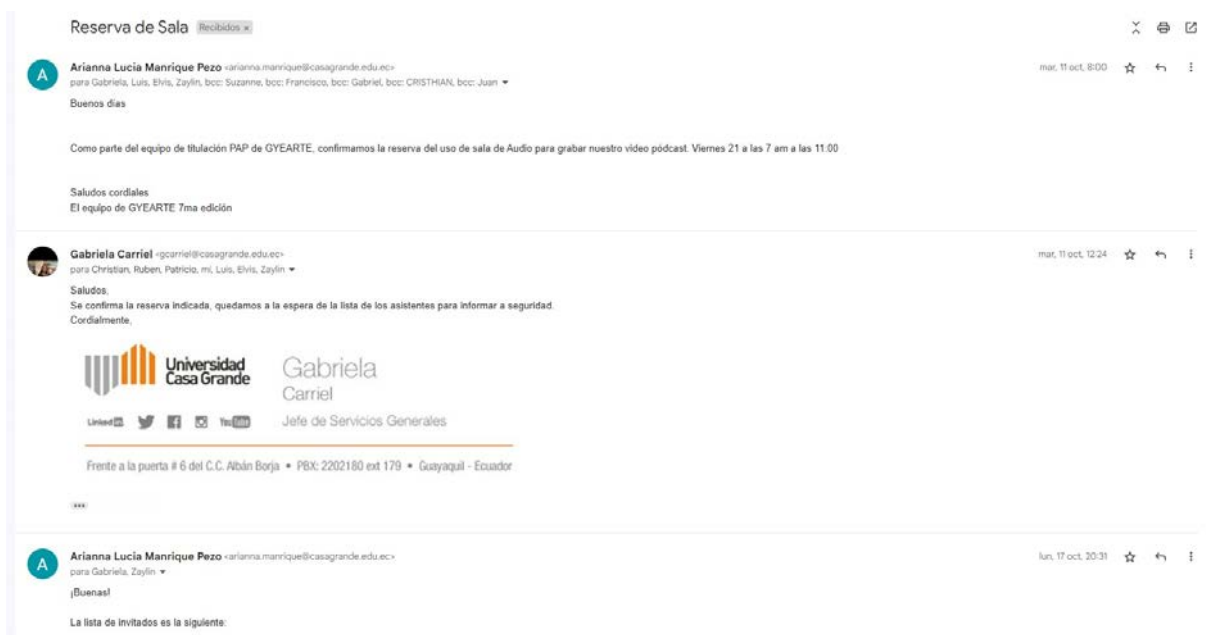 Reserva de Sala Recibidos x
A Arianna Lucia Manrique Pezo <arianna.manrique@casagrande.edu.ec> mar, 11 oct, 8:00
para Gabriela, Luis, Elvis, Zaylin, bcc: Suzanne, bcc: Francisco, bcc: Gabriel, bcc: CRISTHIAN, bcc: Juan
Buenos días
Como parte del equipo de titulación PAP de GYEARTE, confirmamos la reserva del uso de sala de Audio para grabar nuestro video pódcast. Viernes 21 a las 7 am a las 11:00
Saludos cordiales
El equipo de GYEARTE 7ma edición
Gabriela Carriel <gcarriel@casagrande.edu.ec> mar, 11 oct, 12:24
para Christian, Ruben, Patricio, mí, Luis, Elvis, Zaylin
Saludos,
Se confirma la reserva indicada, quedamos a la espera de la lista de los asistentes para informar a seguridad.
Cordialmente,
Universidad
Casa Grande
Gabriela
Carriel
Linked in You Tube Jefe de Servicios Generales
Frente a la puerta # 6 del C.C. Albán Borja • PBX: 2202180 ext 179 • Guayaquil - Ecuador
A Arianna Lucia Manrique Pezo <arianna.manrique@casagrande.edu.ec> lun, 17 oct, 20:31
para Gabriela, Zaylin
¡Buenas!
La lista de invitados es la siguiente: